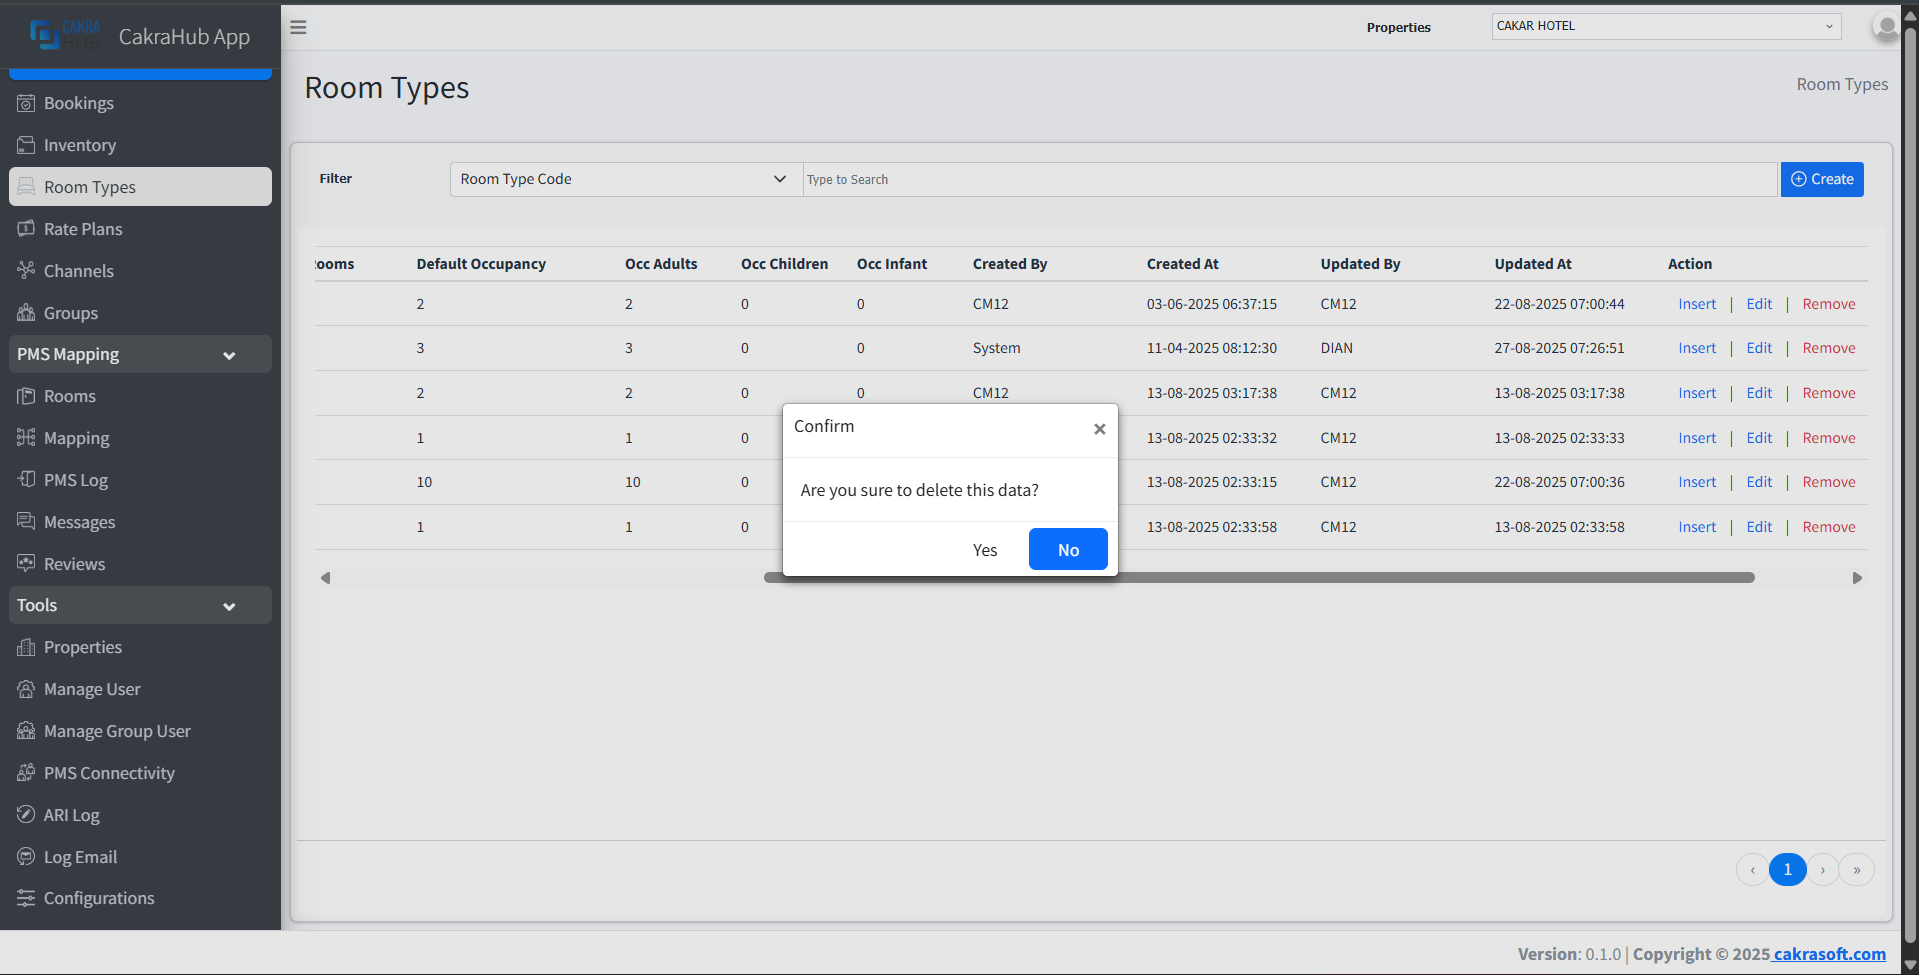 CAKRA
HUB
CakraHub App
Properties
CAKAR HOTEL
Bookings
Inventory
Room Types
Rate Plans
Channels
Groups
PMS Mapping
Rooms
Mapping
PMS Log
Messages
Reviews
Tools
Properties
Manage User
Manage Group User
PMS Connectivity
ARI Log
Log Email
Configurations
Room Types
Room Types
Filter
Room Type Code
Type to Search
Create
ooms Default Occupancy Occ Adults Occ Children Occ Infant Created By Created At Updated By Updated At Action
2 2 0 0 CM12 03-06-2025 06:37:15 CM12 22-08-2025 07:00:44 Insert | Edit | Remove
3 3 0 0 System 11-04-2025 08:12:30 DIAN 27-08-2025 07:26:51 Insert | Edit | Remove
2 2 0 0 CM12 13-08-2025 03:17:38 CM12 13-08-2025 03:17:38 Insert | Edit | Remove
1 1 0 13-08-2025 02:33:32 CM12 13-08-2025 02:33:33 Insert | Edit | Remove
10 10 0 13-08-2025 02:33:15 CM12 22-08-2025 07:00:36 Insert | Edit | Remove
1 1 0 13-08-2025 02:33:58 CM12 13-08-2025 02:33:58 Insert | Edit | Remove
Confirm
×
Are you sure to delete this data?
Yes
No
‹ 1 › »
Version: 0.1.0 | Copyright © 2025 cakrasoft.com